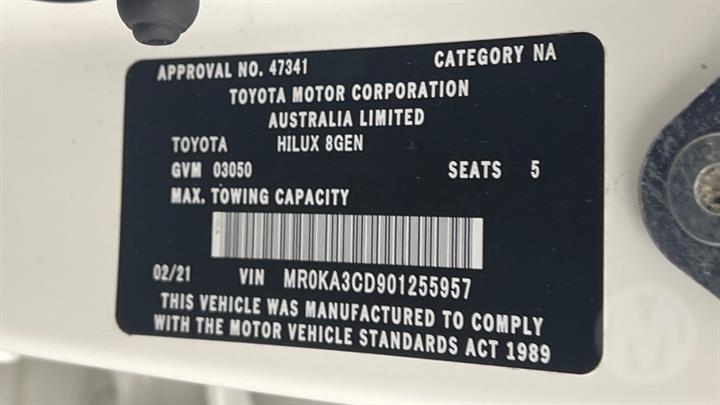 APPROVAL NO. 47341 CATEGORY NA
TOYOTA MOTOR CORPORATION
AUSTRALIA LIMITED
TOYOTA HILUX 8GEN
GVM 03050 SEATS 5
MAX. TOWING CAPACITY
02/21 VIN MR0KA3CD901255957
THIS VEHICLE WAS MANUFACTURED TO COMPLY
WITH THE MOTOR VEHICLE STANDARDS ACT 1989
M